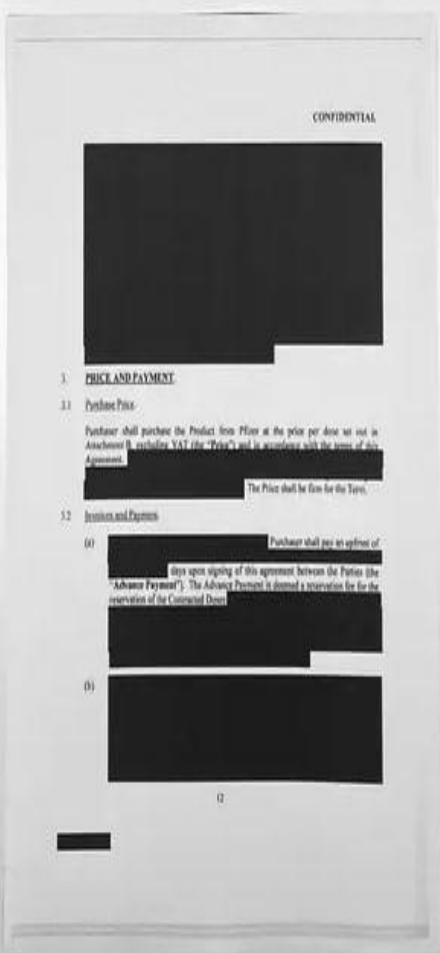 CONFIDENTIAL
3. PRICE AND PAYMENT.
3.1 Purchase Price.
Purchaser shall purchase the Product from Pfizer at the price per dose set out in
Attachment B, excluding VAT (the "Price") and in accordance with the terms of this
Agreement.
The Price shall be firm for the Term.
3.2 Invoices and Payment.
(a) Purchaser shall pay an upfront of
days upon signing of this agreement between the Parties (the
"Advance Payment"). The Advance Payment is deemed a reservation fee for the
reservation of the Contracted Doses
(b)
12